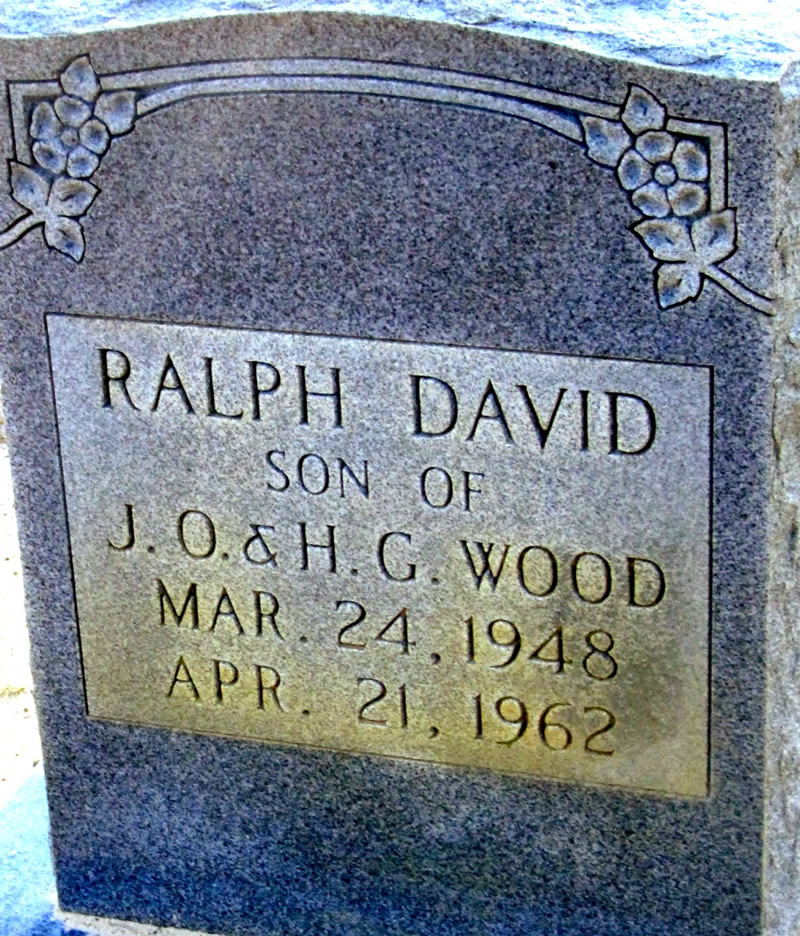 RALPH DAVID
SON OF
J. O. & H. G. WOOD
MAR. 24, 1948
APR. 21, 1962